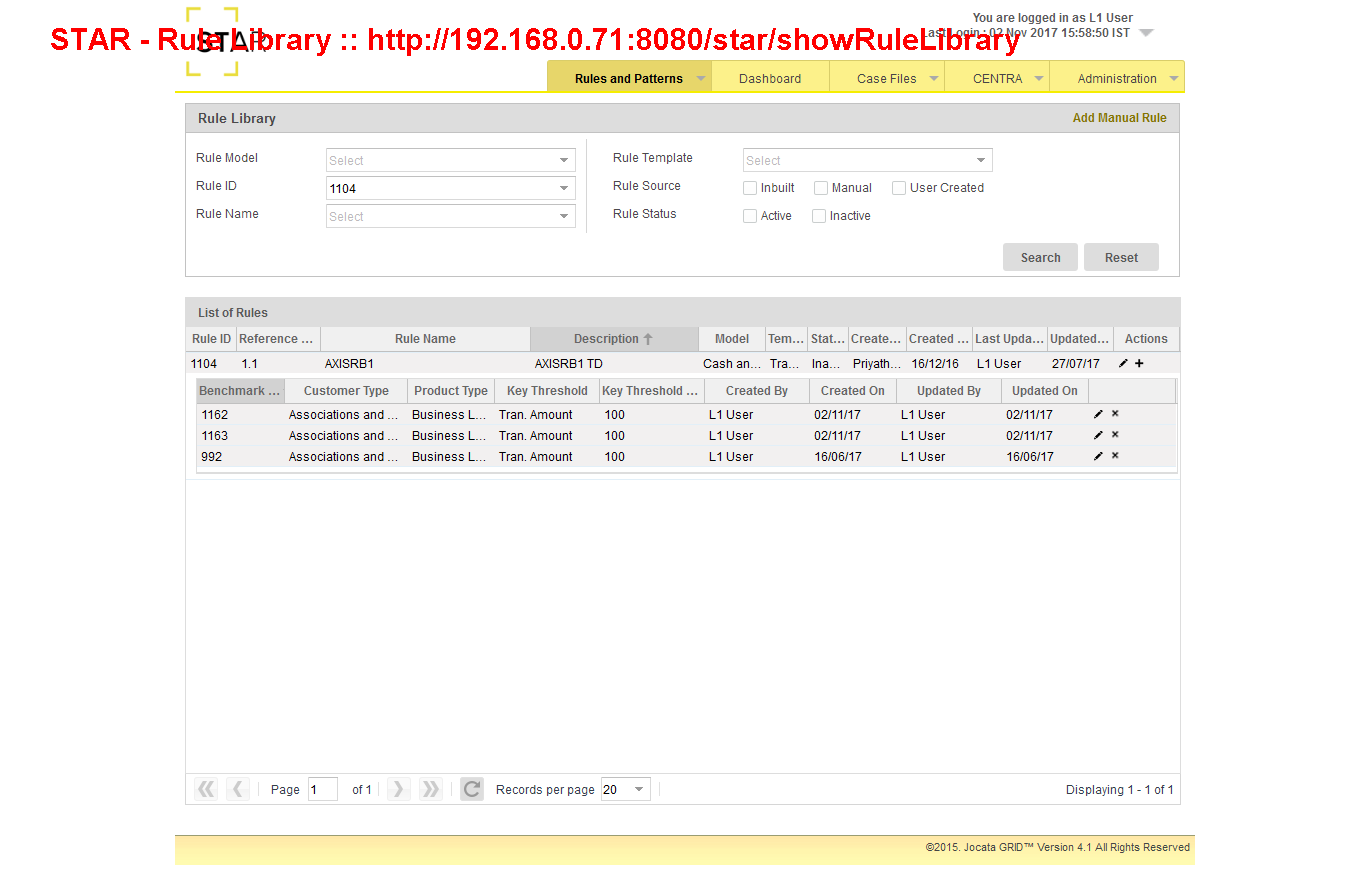 You are logged in as L1 User
STAR - Rule Library :: http://192.168.0.71:8080/star/showRuleLibrary
STAR
Last Login : 02 Nov 2017 15:58:50 IST
Rules and Patterns Dashboard Case Files CENTRA Administration
Rule Library Add Manual Rule
Rule Model Select Rule Template Select
Rule ID 1104 Rule Source Inbuilt Manual User Created
Rule Name Select Rule Status Active Inactive
Search Reset
List of Rules
Rule ID Reference ... Rule Name Description Model Tem... Stat... Create... Created ... Last Upda... Updated... Actions
1104 1.1 AXISRB1 AXISRB1 TD Cash an... Tra... Ina... Priyath... 16/12/16 L1 User 27/07/17
Benchmark ... Customer Type Product Type Key Threshold Key Threshold ... Created By Created On Updated By Updated On
1162 Associations and ... Business L... Tran. Amount 100 L1 User 02/11/17 L1 User 02/11/17
1163 Associations and ... Business L... Tran. Amount 100 L1 User 02/11/17 L1 User 02/11/17
992 Associations and ... Business L... Tran. Amount 100 L1 User 16/06/17 L1 User 16/06/17
Page 1 of 1 Records per page 20 Displaying 1 - 1 of 1
©2015. Jocata GRID™ Version 4.1 All Rights Reserved